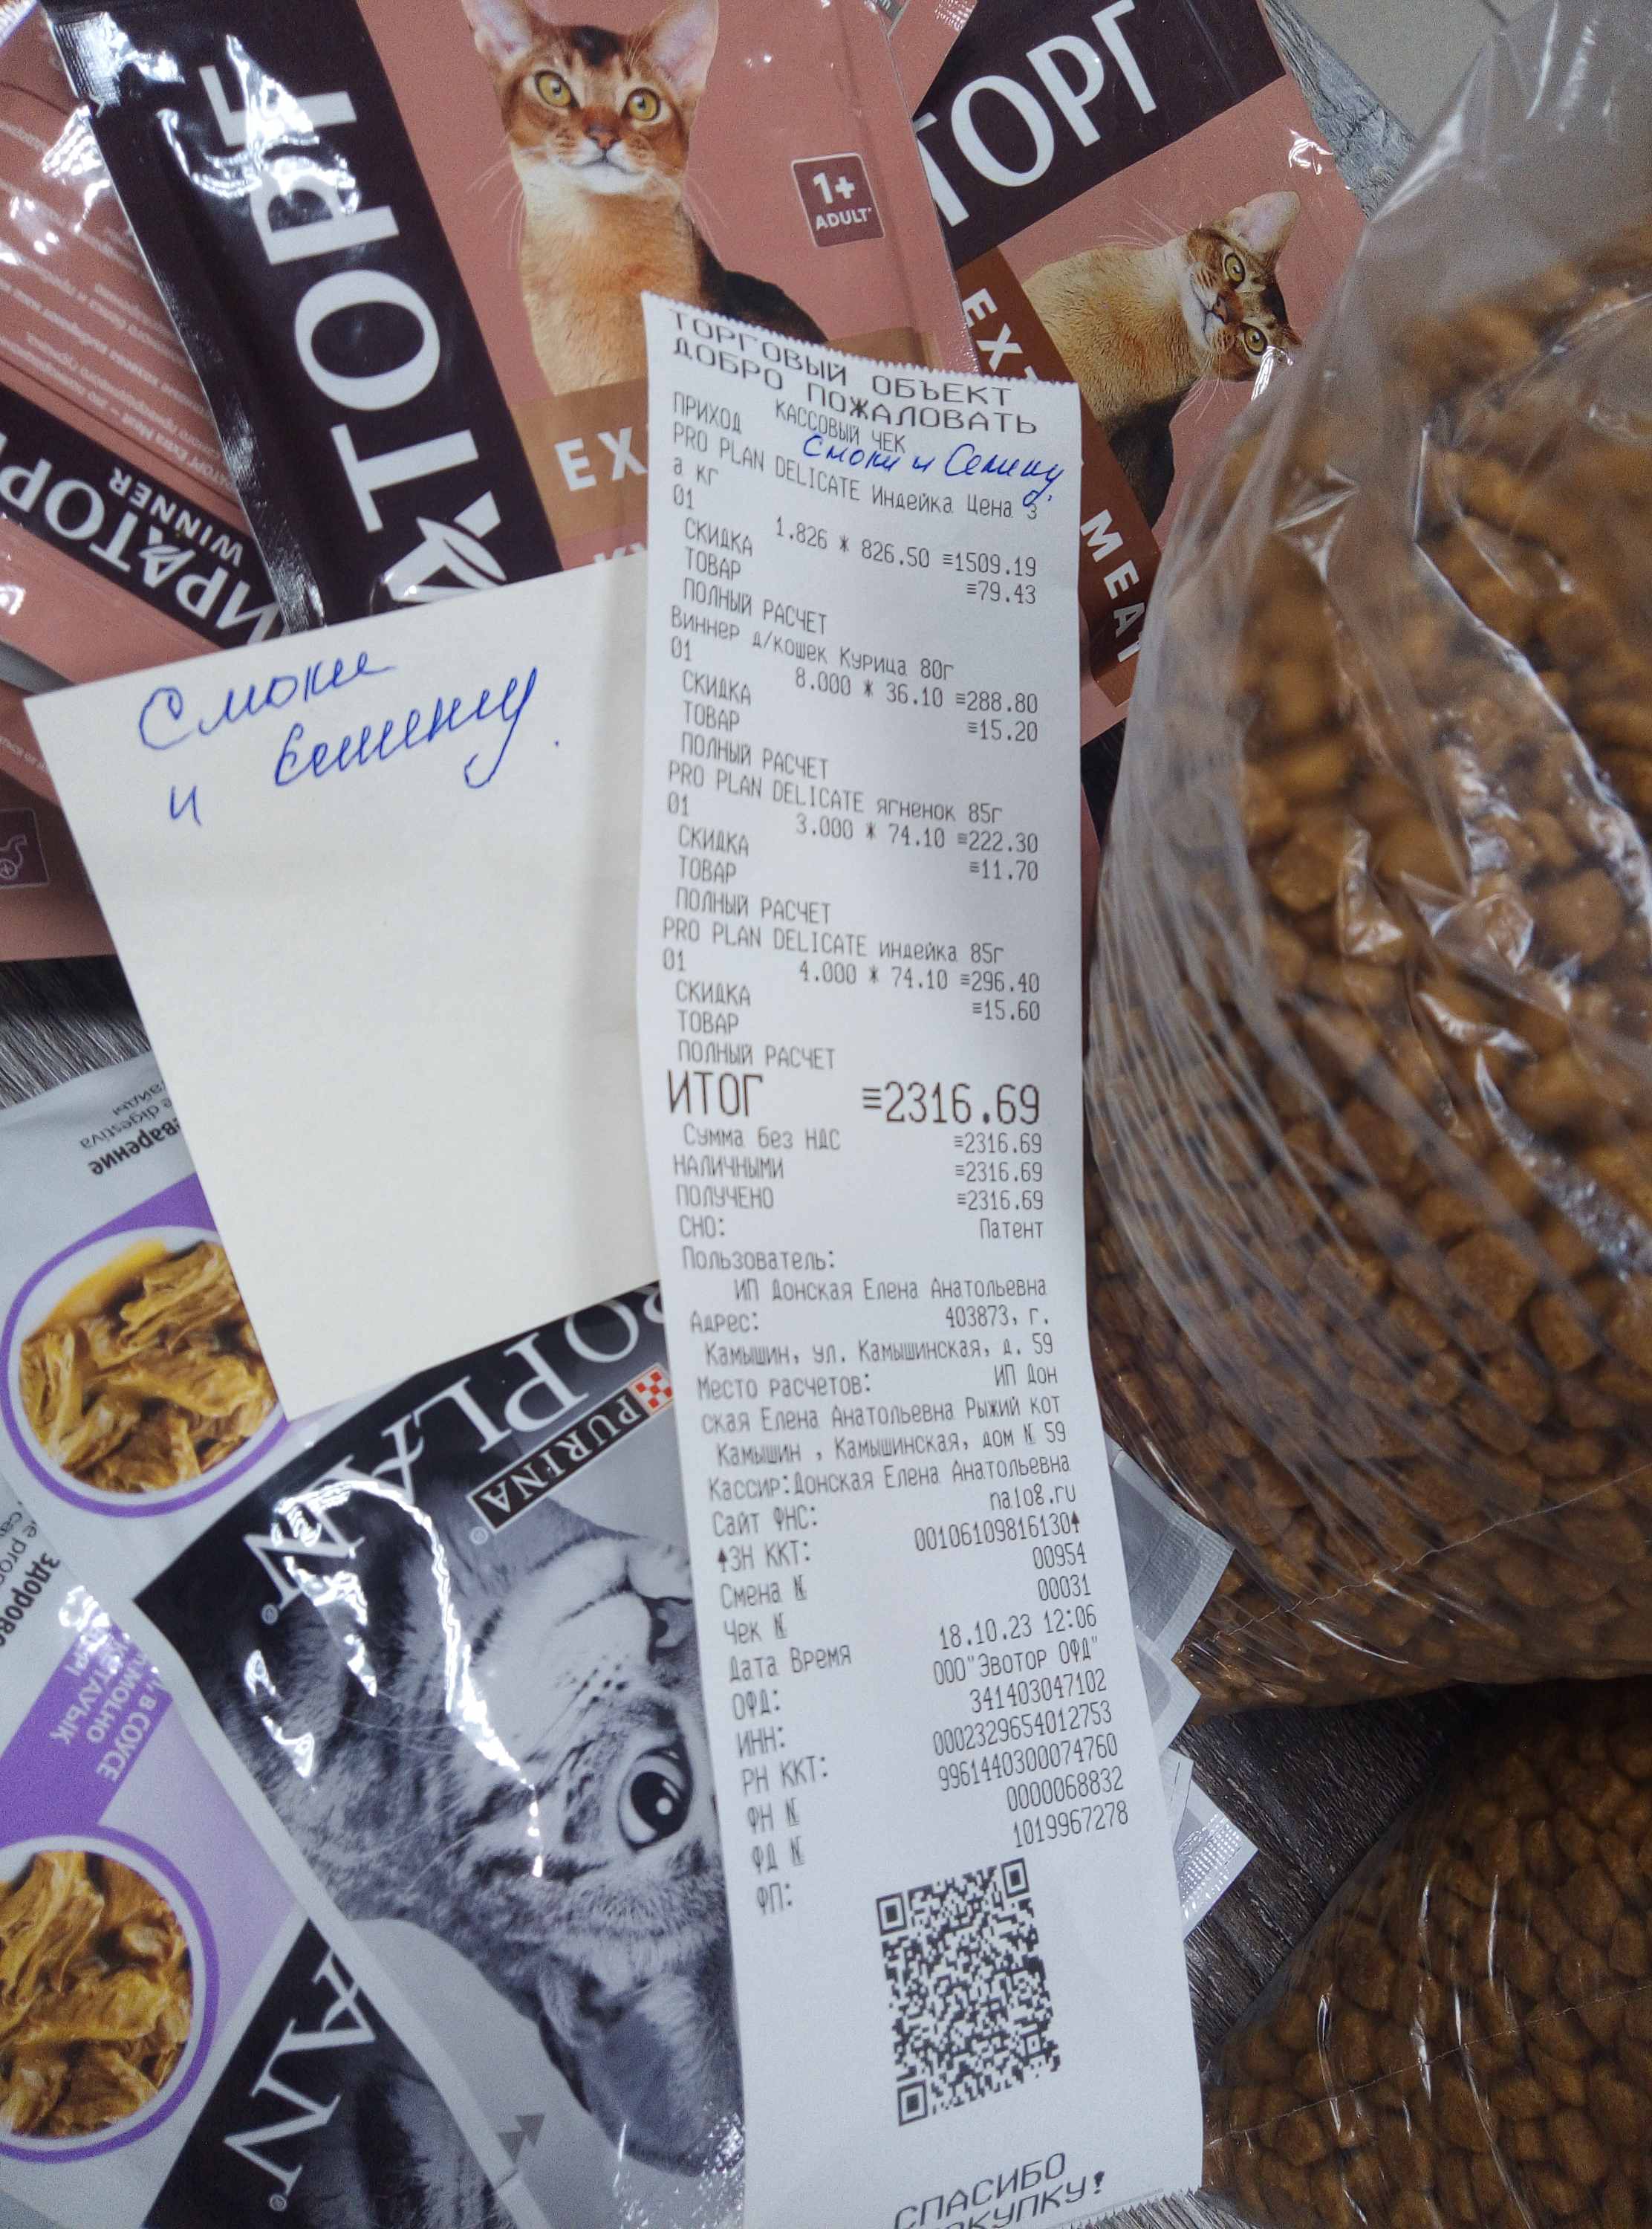 ТОРГ
1+
ADULT
ТОРГ
EX
MEAT
WINNER
Смоки
и
ТОРГОВЫЙ ОБЪЕКТ
ДОБРО ПОЖАЛОВАТЬ
КАССОВЫЙ ЧЕК
ПРИХОД
Смоки и
PRO PLAN DELICATE Индейка Цена з
а кг
01 1.826 * 826.50 ≡1509.19
СКИДКА ≡79.43
ТОВАР
ПОЛНЫЙ РАСЧЕТ
Виннер д/кошек Курица 80г
01 8.000 * 36.10 ≡288.80
СКИДКА ≡15.20
ТОВАР
ПОЛНЫЙ РАСЧЕТ
PRO PLAN DELICATE ягненок 85г
01 3.000 * 74.10 ≡222.30
СКИДКА ≡11.70
ТОВАР
ПОЛНЫЙ РАСЧЕТ
PRO PLAN DELICATE индейка 85г
01 4.000 * 74.10 ≡296.40
СКИДКА ≡15.60
ТОВАР
ПОЛНЫЙ РАСЧЕТ
ИТОГ ≡2316.69
Сумма без НДС ≡2316.69
НАЛИЧНЫМИ ≡2316.69
ПОЛУЧЕНО ≡2316.69
СНО: Патент
Пользователь:
ИП Донская Елена Анатольевна
Адрес: 403873, г.
Камышин, ул. Камышинская, д. 59
Место расчетов: ИП Дон
ская Елена Анатольевна Рыжий кот
Камышин , Камышинская, дом № 59
Кассир:Донская Елена Анатольевна
Сайт ФНС: nalog.ru
ЗН ККТ: 00106109816130
Смена № 00954
Чек № 00031
Дата Время 18.10.23 12:06
ОФД: ООО"Эвотор ОФД"
ИНН: 341403047102
РН ККТ: 0002329654012753
ФН № 9961440300074760
ФД № 0000068832
ФП: 1019967278
СПАСИБО
PURINA
В СОУСЕ